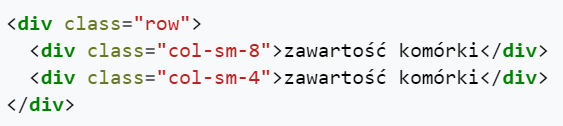 <div class="row">
  <div class="col-sm-8">zawartość komórki</div>
  <div class="col-sm-4">zawartość komórki</div>
</div>